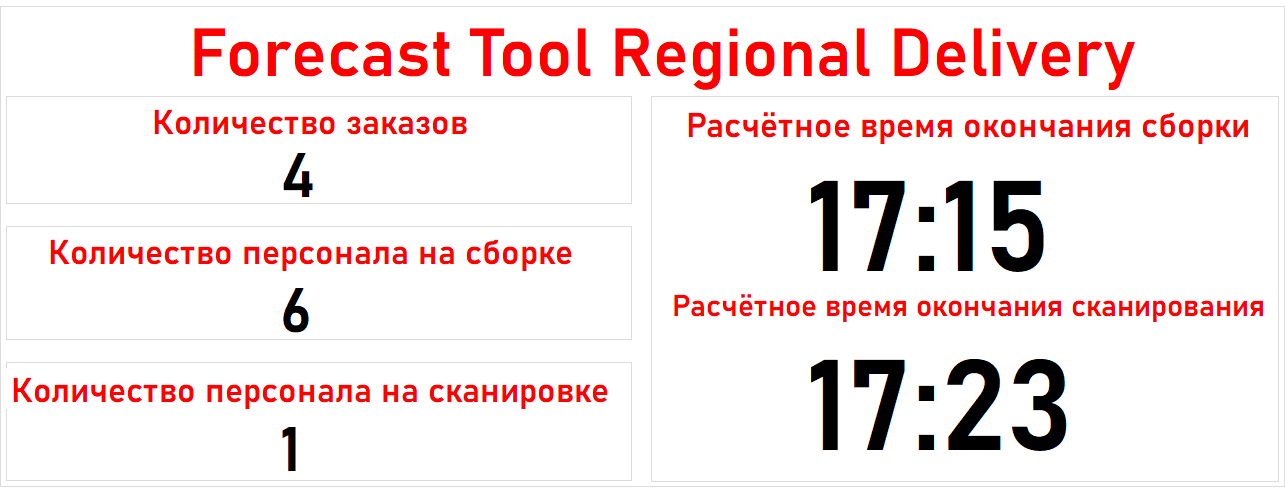 Forecast Tool Regional Delivery
Количество заказов
4
Количество персонала на сборке
6
Количество персонала на сканировке
1
Расчётное время окончания сборки
17:15
Расчётное время окончания сканирования
17:23